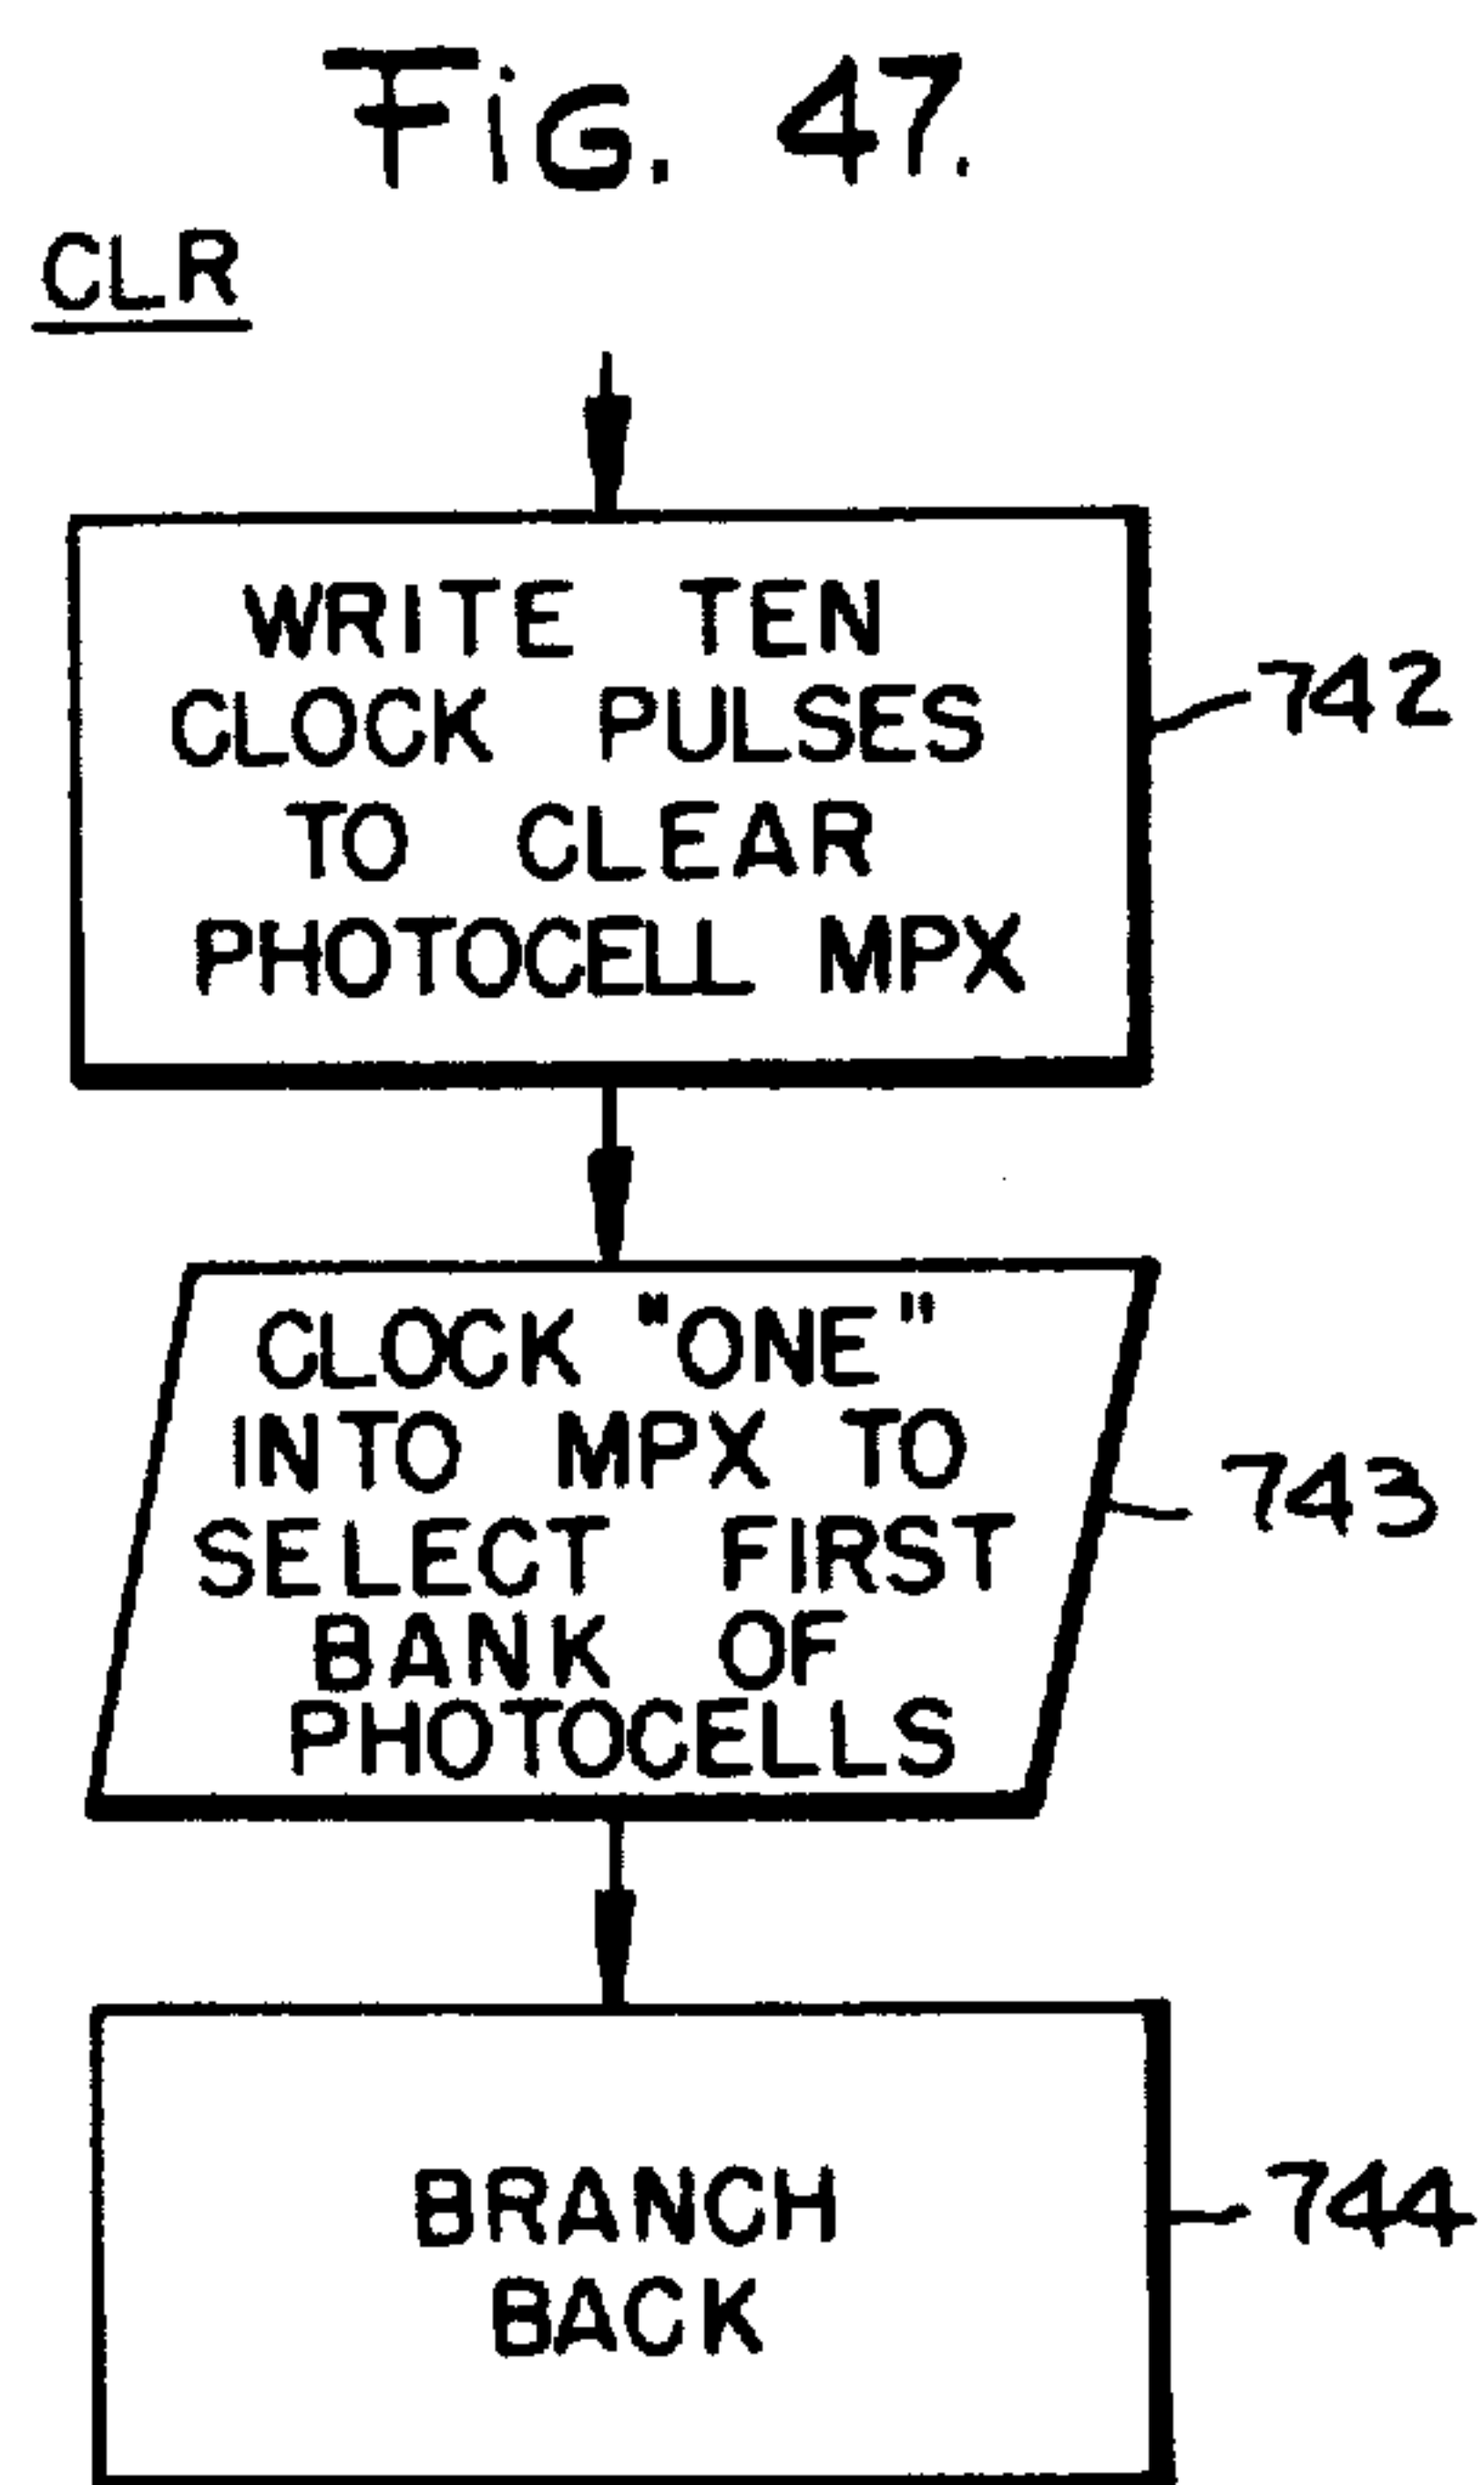 FiG. 47.
CLR
WRITE TEN
CLOCK PULSES
TO CLEAR
PHOTOCELL MPX
742
CLOCK "ONE"
INTO MPX TO
SELECT FIRST
BANK OF
PHOTOCELLS
743
BRANCH
BACK
744